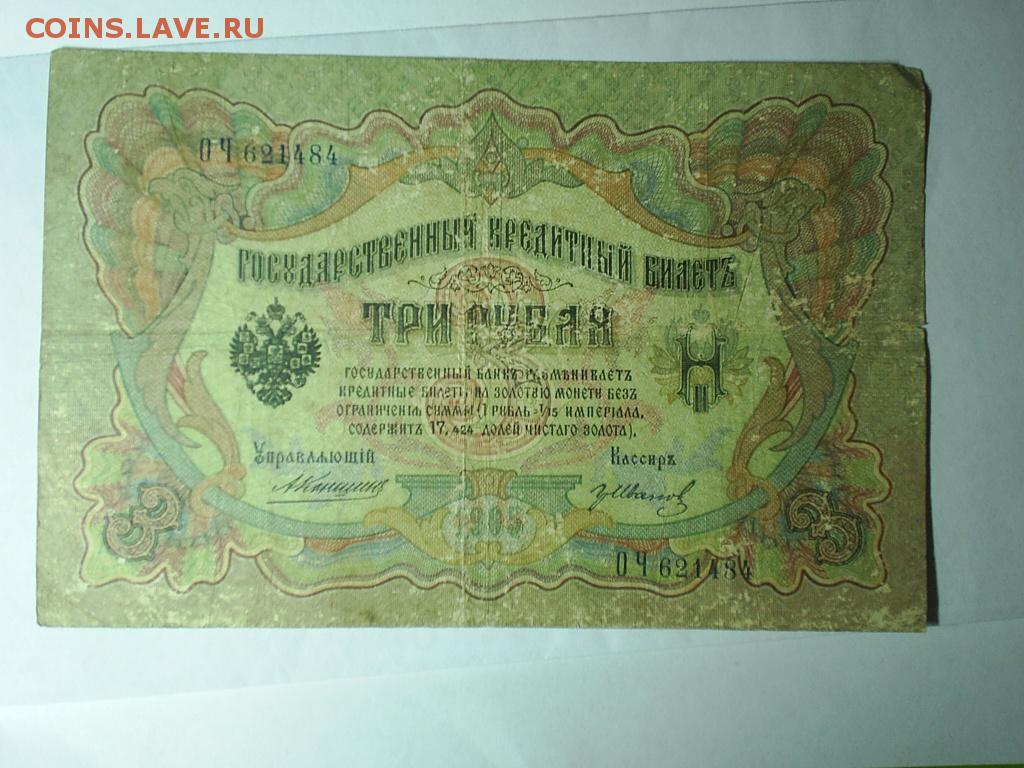 COINS.LAVE.RU
ОЧ 621484
ГОСУДАРСТВЕННЫЙ КРЕДИТНЫЙ БИЛЕТЪ
ТРИ РУБЛЯ
ГОСУДАРСТВЕННЫЙ БАНКЪ РАЗМѢНИВАЕТЪ
КРЕДИТНЫЕ БИЛЕТЫ НА ЗОЛОТУЮ МОНЕТУ БЕЗЪ
ОГРАНИЧЕНІЯ СУММЫ (1 РУБЛЬ = 1/15 ИМПЕРІАЛА,
СОДЕРЖИТЪ 17,424 ДОЛЕЙ ЧИСТАГО ЗОЛОТА).
Управляющій Кассиръ
АКоншинъ ГрИвановъ
3 1905 3
ОЧ 621484